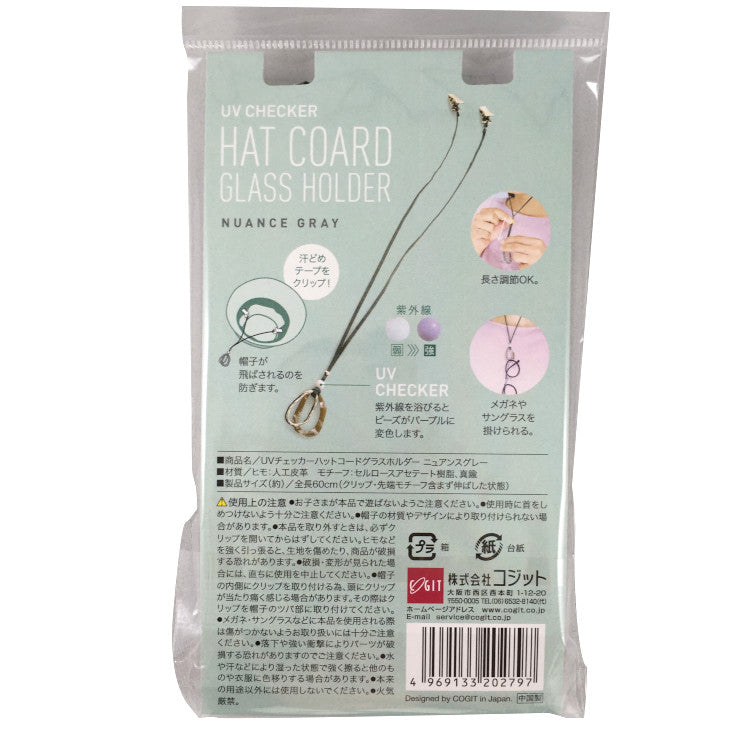 UV CHECKER
HAT COARD
GLASS HOLDER
NUANCE GRAY
汗どめ
テープを
クリップ!
帽子が
飛ばされるのを
防ぎます。
紫外線
弱 》》 強
UV
CHECKER
紫外線を浴びると
ビーズがパープルに
変色します。
長さ調節OK。
メガネや
サングラスを
掛けられる。
■商品名/UVチェッカーハットコードグラスホルダー ニュアンスグレー
■材質/ヒモ:人工皮革 モチーフ:セルロースアセテート樹脂、真鍮
■製品サイズ(約)/全長60cm(クリップ・先端モチーフ含まず伸ばした状態)
⚠使用上の注意 ●お子さまが本品で遊ばないようご注意ください。●使用時に首をし
めつけないよう十分ご注意ください。●帽子の材質やデザインにより取り付けられない場
合があります。●本品を取り外すときは、必ずク
リップを開いてからはずしてください。ヒモなど
を強く引っ張ると、生地を傷めたり、商品が破損
する恐れがあります。●破損・変形が見られた場
合には、直ちに使用を中止してください。●帽子
の内側にクリップを取り付ける為、頭にクリップ
が当たり痛く感じる場合があります。その際はク
リップを帽子のツバ部に取り付けてください。
●メガネ・サングラスなどに本品を使用される際
は傷がつかないようお取り扱いには十分ご注意
ください。●落下や強い衝撃によりパーツが破
損する恐れがありますのでご注意ください。●水
や汗などにより湿った状態で強く擦ると他のも
のや衣服に色移りする場合があります。●本来
の用途以外には使用しないでください。●火気
厳禁。
プラ 箱
紙 台紙
COGIT
株式会社コジット
大阪市西区西本町1-12-20
〒550-0005 TEL(06)6532-8140(代)
ホームページアドレス www.cogit.co.jp
E-mail service@cogit.co.jp
4 969133 202797
Designed by COGIT in Japan. 中国製